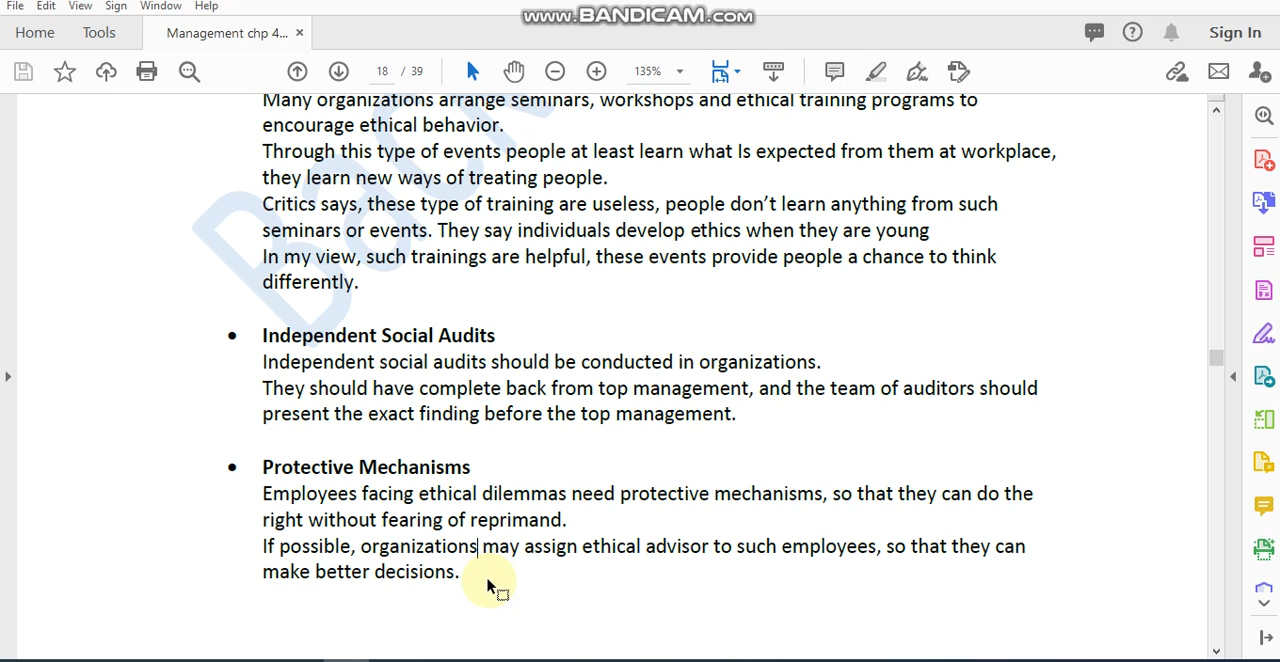 File Edit View Sign Window Help
www.BANDICAM.com
Home Tools Management chp 4... × Sign In
18 / 39 135%
Many organizations arrange seminars, workshops and ethical training programs to
encourage ethical behavior.
Through this type of events people at least learn what Is expected from them at workplace,
they learn new ways of treating people.
Critics says, these type of training are useless, people don't learn anything from such
seminars or events. They say individuals develop ethics when they are young
In my view, such trainings are helpful, these events provide people a chance to think
differently.
• Independent Social Audits
Independent social audits should be conducted in organizations.
They should have complete back from top management, and the team of auditors should
present the exact finding before the top management.
• Protective Mechanisms
Employees facing ethical dilemmas need protective mechanisms, so that they can do the
right without fearing of reprimand.
If possible, organizations may assign ethical advisor to such employees, so that they can
make better decisions.